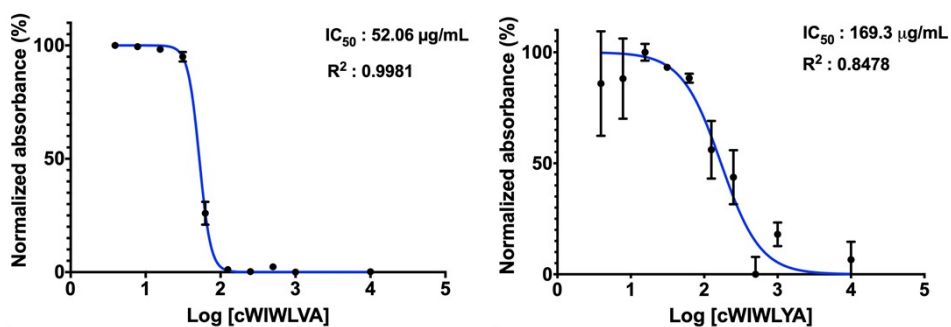 Normalized absorbance (%)
100
50
0
IC50 : 52.06 µg/mL
R2 : 0.9981
0 1 2 3 4 5
Log [cWIWLVA]
Normalized absorbance (%)
100
50
0
IC50 : 169.3 µg/mL
R2 : 0.8478
0 1 2 3 4 5
Log [cWIWLYA]